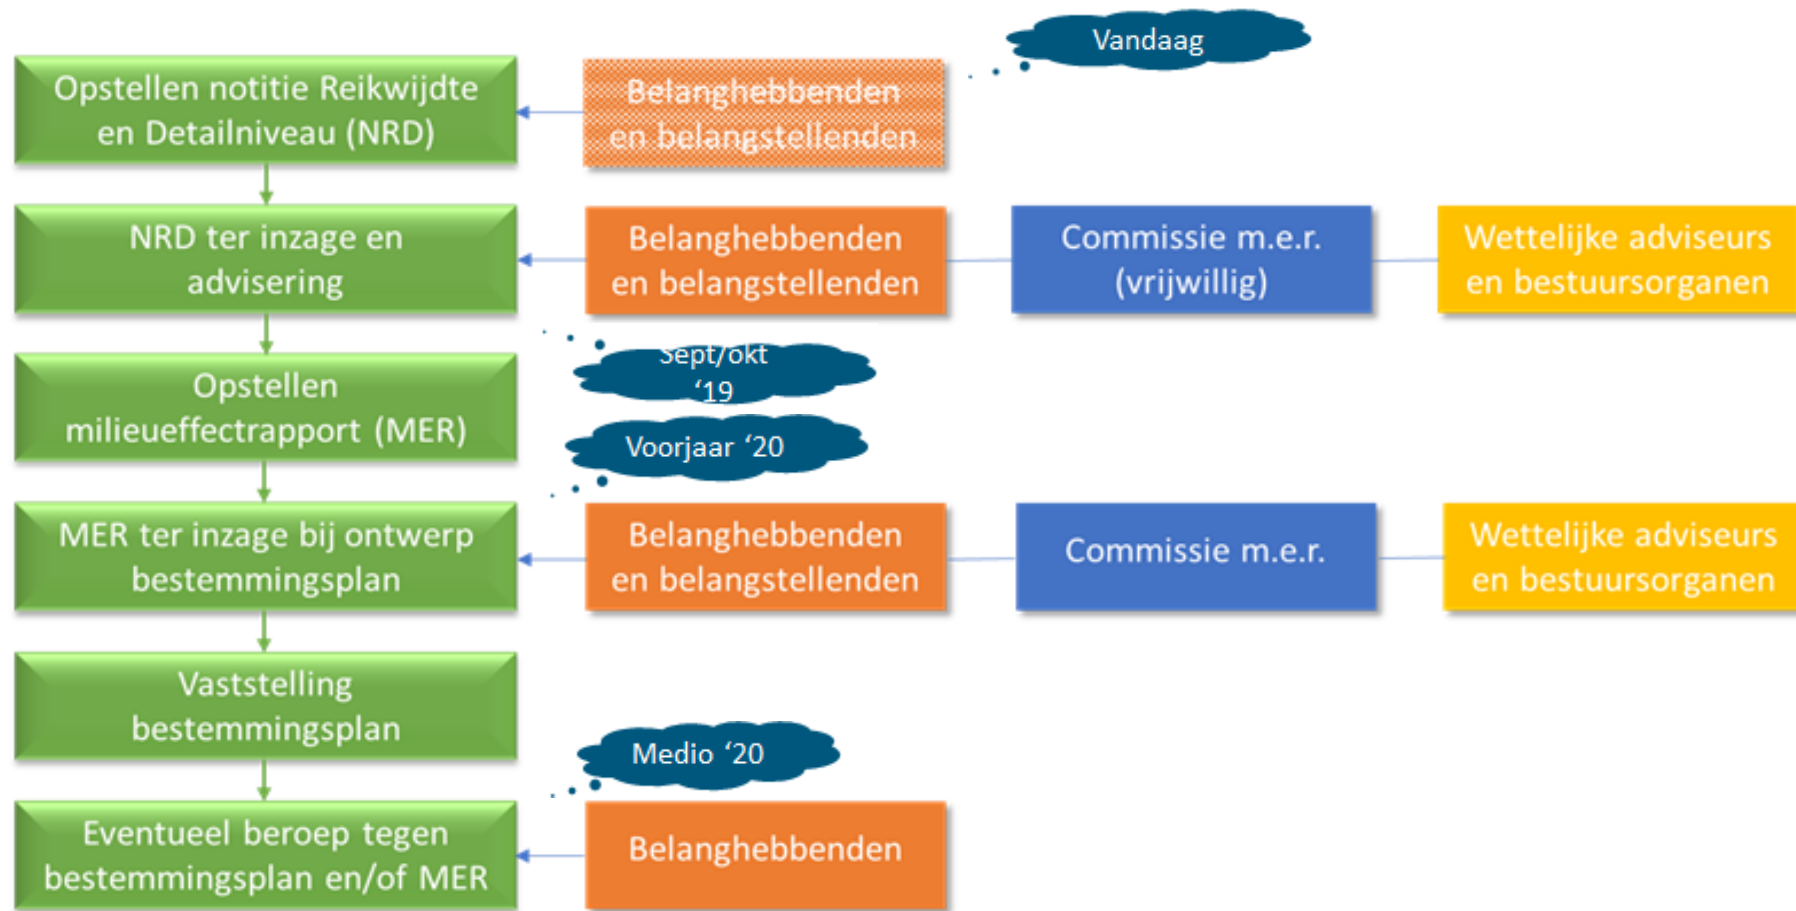 Vandaag
Opstellen notitie Reikwijdte
en Detailniveau (NRD)
Belanghebbenden
en belangstellenden
NRD ter inzage en
advisering
Belanghebbenden
en belangstellenden
Commissie m.e.r.
(vrijwillig)
Wettelijke adviseurs
en bestuursorganen
Sept/okt
‘19
Opstellen
milieueffectrapport (MER)
Voorjaar ‘20
MER ter inzage bij ontwerp
bestemmingsplan
Belanghebbenden
en belangstellenden
Commissie m.e.r.
Wettelijke adviseurs
en bestuursorganen
Vaststelling
bestemmingsplan
Medio ‘20
Eventueel beroep tegen
bestemmingsplan en/of MER
Belanghebbenden